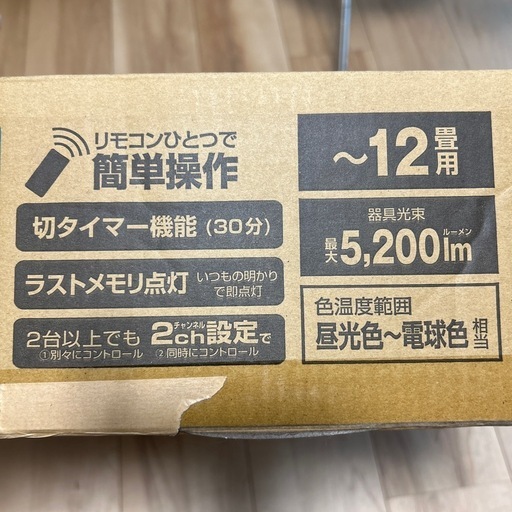 リモコンひとつで
簡単操作
切タイマー機能 (30分)
ラストメモリ点灯 いつもの明かりで即点灯
2台以上でも 2ch設定で
チャンネル
①別々にコントロール ②同時にコントロール
～12畳用
器具光束
最大5,200lm
ルーメン
色温度範囲
昼光色～電球色相当